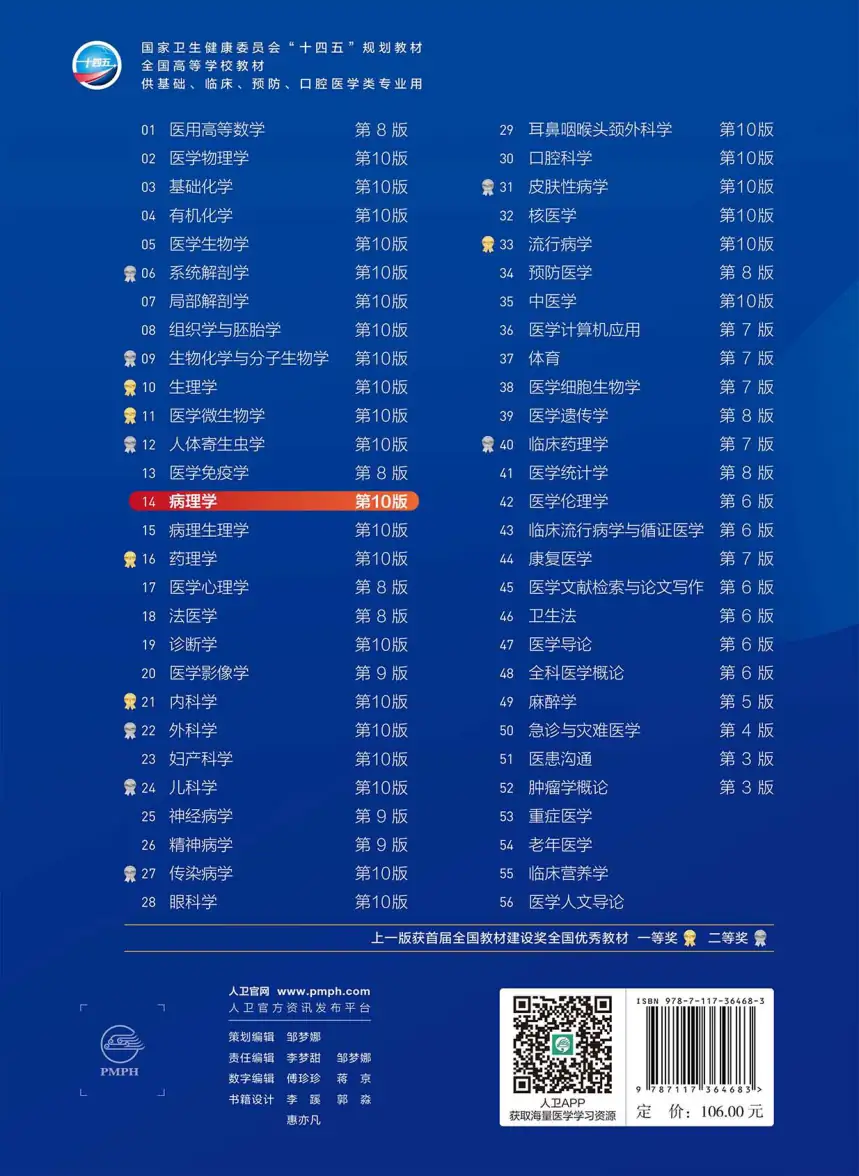 十四五
国家卫生健康委员会“十四五”规划教材
全国高等学校教材
供基础、临床、预防、口腔医学类专业用
01 医用高等数学 第 8 版
02 医学物理学 第10版
03 基础化学 第10版
04 有机化学 第10版
05 医学生物学 第10版
06 系统解剖学 第10版
07 局部解剖学 第10版
08 组织学与胚胎学 第10版
09 生物化学与分子生物学 第10版
10 生理学 第10版
11 医学微生物学 第10版
12 人体寄生虫学 第10版
13 医学免疫学 第 8 版
14 病理学 第10版
15 病理生理学 第10版
16 药理学 第10版
17 医学心理学 第 8 版
18 法医学 第 8 版
19 诊断学 第10版
20 医学影像学 第 9 版
21 内科学 第10版
22 外科学 第10版
23 妇产科学 第10版
24 儿科学 第10版
25 神经病学 第 9 版
26 精神病学 第 9 版
27 传染病学 第10版
28 眼科学 第10版
29 耳鼻咽喉头颈外科学 第10版
30 口腔科学 第10版
31 皮肤性病学 第10版
32 核医学 第10版
33 流行病学 第10版
34 预防医学 第 8 版
35 中医学 第10版
36 医学计算机应用 第 7 版
37 体育 第 7 版
38 医学细胞生物学 第 7 版
39 医学遗传学 第 8 版
40 临床药理学 第 7 版
41 医学统计学 第 8 版
42 医学伦理学 第 6 版
43 临床流行病学与循证医学 第 6 版
44 康复医学 第 7 版
45 医学文献检索与论文写作 第 6 版
46 卫生法 第 6 版
47 医学导论 第 6 版
48 全科医学概论 第 6 版
49 麻醉学 第 5 版
50 急诊与灾难医学 第 4 版
51 医患沟通 第 3 版
52 肿瘤学概论 第 3 版
53 重症医学
54 老年医学
55 临床营养学
56 医学人文导论
上一版获首届全国教材建设奖全国优秀教材 一等奖 二等奖
PMPH
人卫官网 www.pmph.com
人卫官方资讯发布平台
策划编辑 邹梦娜
责任编辑 李梦甜 邹梦娜
数字编辑 傅珍珍 蒋 京
书籍设计 李 蹊 郭 淼
惠亦凡
人卫APP
获取海量医学学习资源
ISBN 978-7-117-36468-3
9 787117 364683 >
定 价：106.00 元